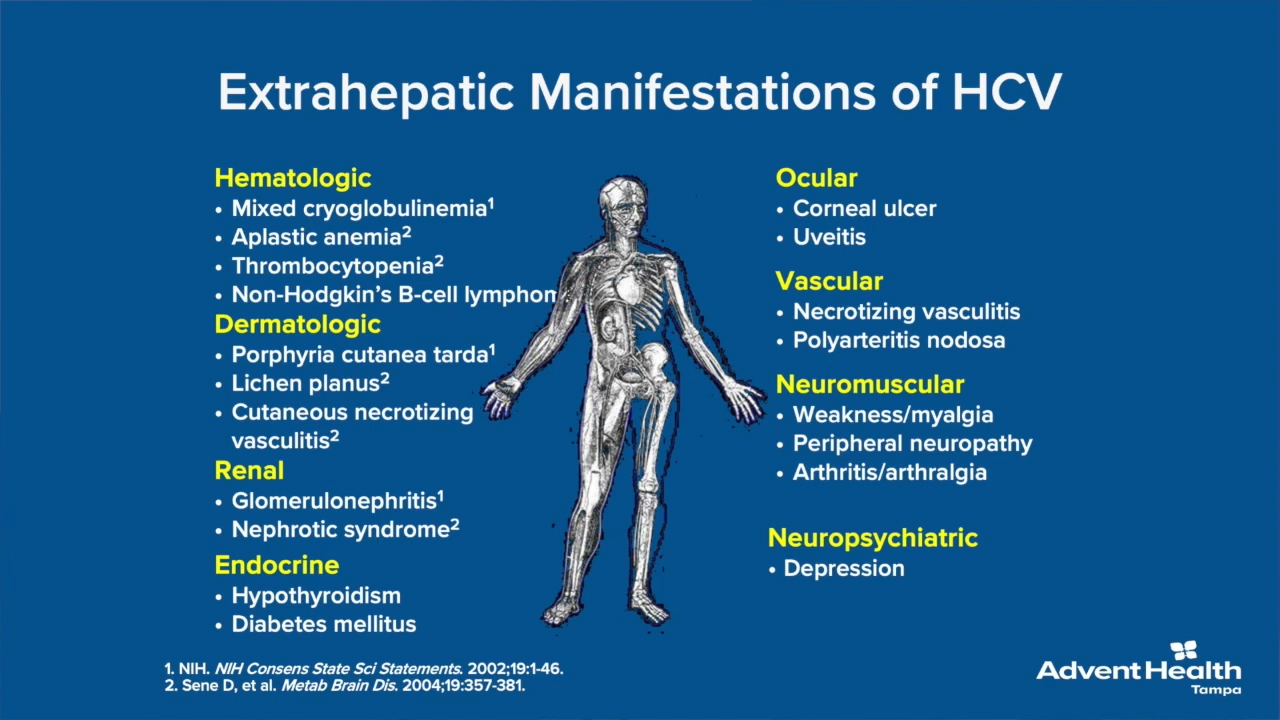 Extrahepatic Manifestations of HCV
Hematologic
• Mixed cryoglobulinemia¹
• Aplastic anemia²
• Thrombocytopenia²
• Non-Hodgkin's B-cell lymphom
Dermatologic
• Porphyria cutanea tarda¹
• Lichen planus²
• Cutaneous necrotizing
vasculitis²
Renal
• Glomerulonephritis¹
• Nephrotic syndrome²
Endocrine
• Hypothyroidism
• Diabetes mellitus
Ocular
• Corneal ulcer
• Uveitis
Vascular
• Necrotizing vasculitis
• Polyarteritis nodosa
Neuromuscular
• Weakness/myalgia
• Peripheral neuropathy
• Arthritis/arthralgia
Neuropsychiatric
• Depression
1. NIH. NIH Consens State Sci Statements. 2002;19:1-46.
2. Sene D, et al. Metab Brain Dis. 2004;19:357-381.
Advent Health
Tampa